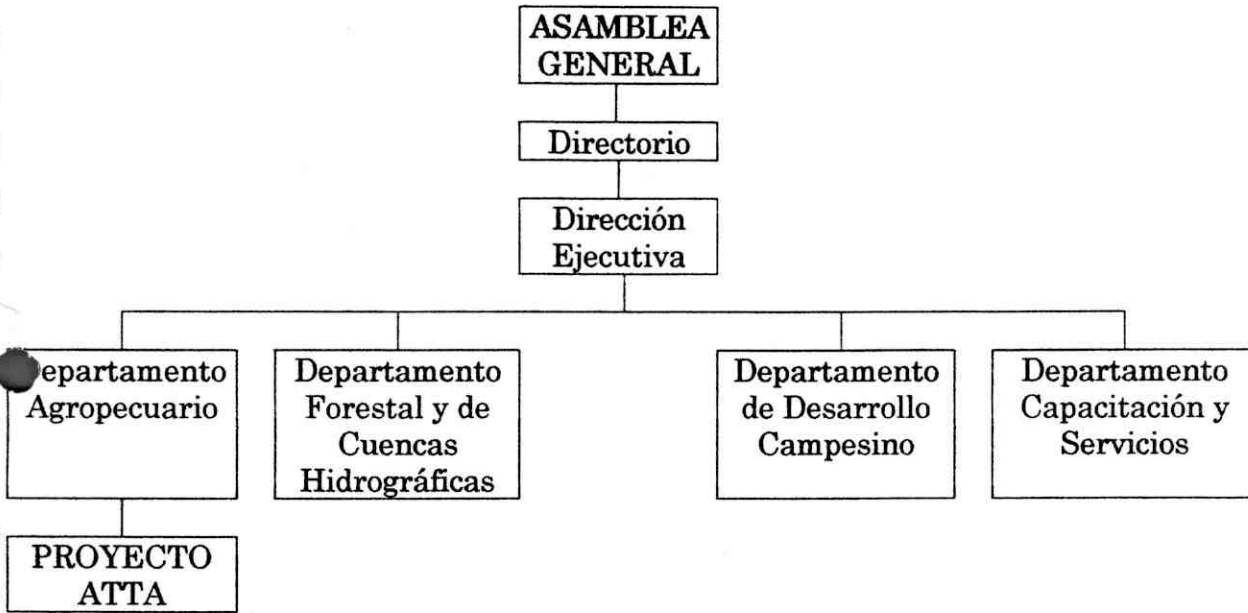 ASAMBLEA
GENERAL
Directorio
Dirección
Ejecutiva
Departamento
Agropecuario
Departamento
Forestal y de
Cuencas
Hidrográficas
Departamento
de Desarrollo
Campesino
Departamento
Capacitación y
Servicios
PROYECTO
ATTA